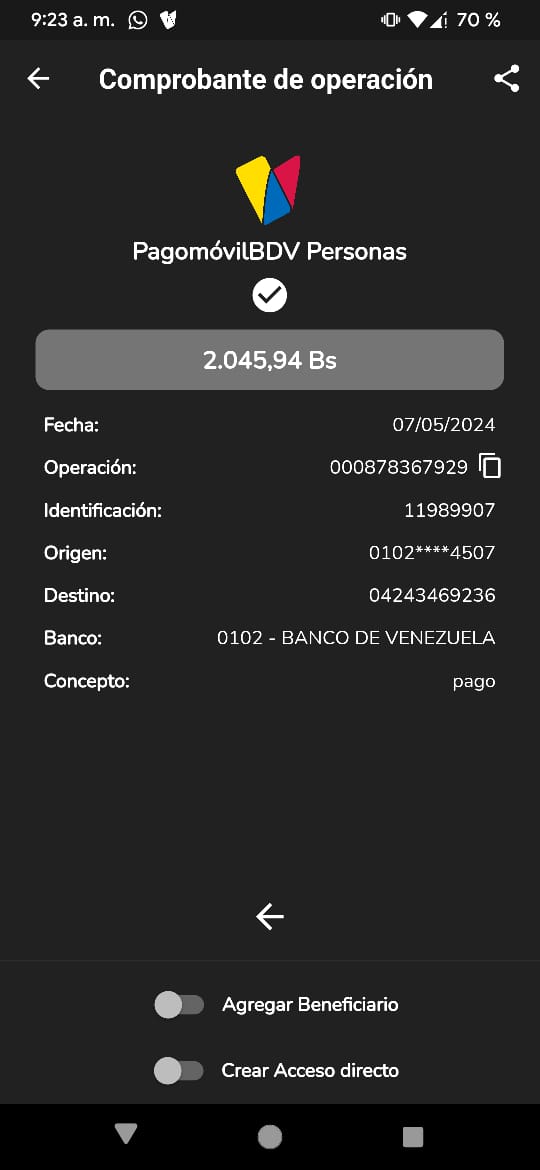 9:23 a. m. 70 %
Comprobante de operación
PagomóvilBDV Personas
2.045,94 Bs
Fecha: 07/05/2024
Operación: 000878367929
Identificación: 11989907
Origen: 0102****4507
Destino: 04243469236
Banco: 0102 - BANCO DE VENEZUELA
Concepto: pago
Agregar Beneficiario
Crear Acceso directo